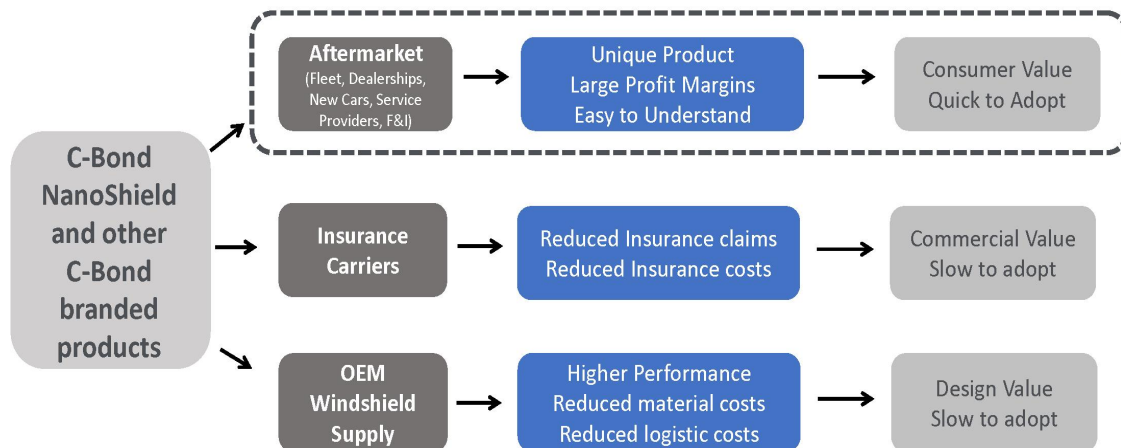 C-Bond
NanoShield
and other
C-Bond
branded
products
Aftermarket
(Fleet, Dealerships,
New Cars, Service
Providers, F&I)
Unique Product
Large Profit Margins
Easy to Understand
Consumer Value
Quick to Adopt
Insurance
Carriers
Reduced Insurance claims
Reduced Insurance costs
Commercial Value
Slow to adopt
OEM
Windshield
Supply
Higher Performance
Reduced material costs
Reduced logistic costs
Design Value
Slow to adopt